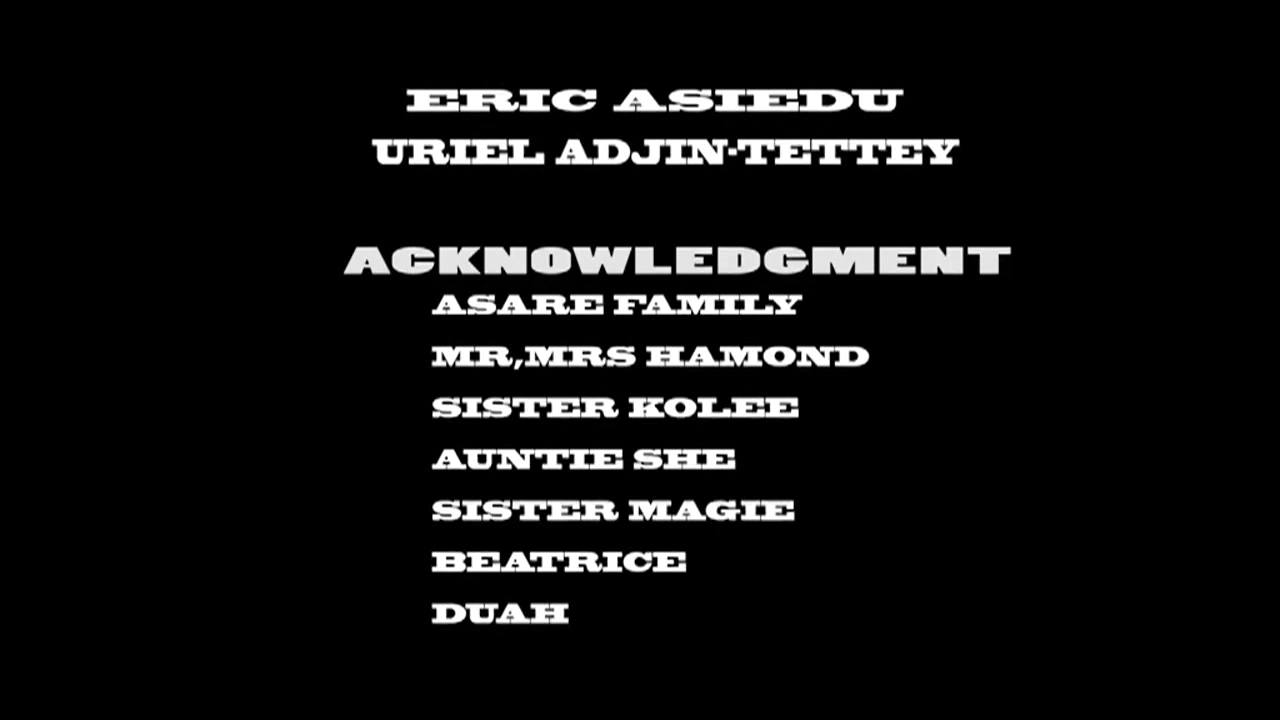 ERIC ASIEDU
URIEL ADJIN-TETTEY
ACKNOWLEDGMENT
ASARE FAMILY
MR,MRS HAMOND
SISTER KOLEE
AUNTIE SHE
SISTER MAGIE
BEATRICE
DUAH